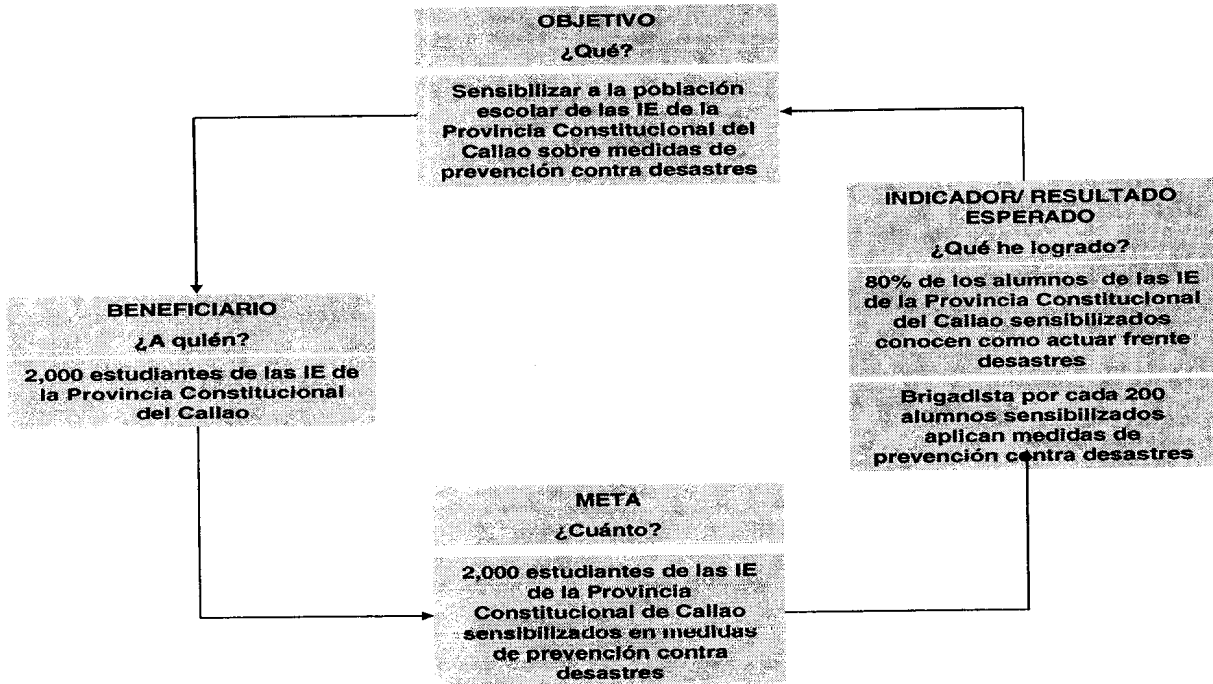 OBJETIVO
¿Qué?
Sensibilizar a la población
escolar de las IE de la
Provincia Constitucional del
Callao sobre medidas de
prevención contra desastres
BENEFICIARIO
¿A quién?
2,000 estudiantes de las IE de
la Provincia Constitucional
del Callao
META
¿Cuánto?
2,000 estudiantes de las IE
de la Provincia
Constitucional de Callao
sensibilizados en medidas
de prevención contra
desastres
INDICADOR/ RESULTADO
ESPERADO
¿Qué he logrado?
80% de los alumnos de las IE
de la Provincia Constitucional
del Callao sensibilizados
conocen como actuar frente
desastres
Brigadista por cada 200
alumnos sensibilizados
aplican medidas de
prevención contra desastres